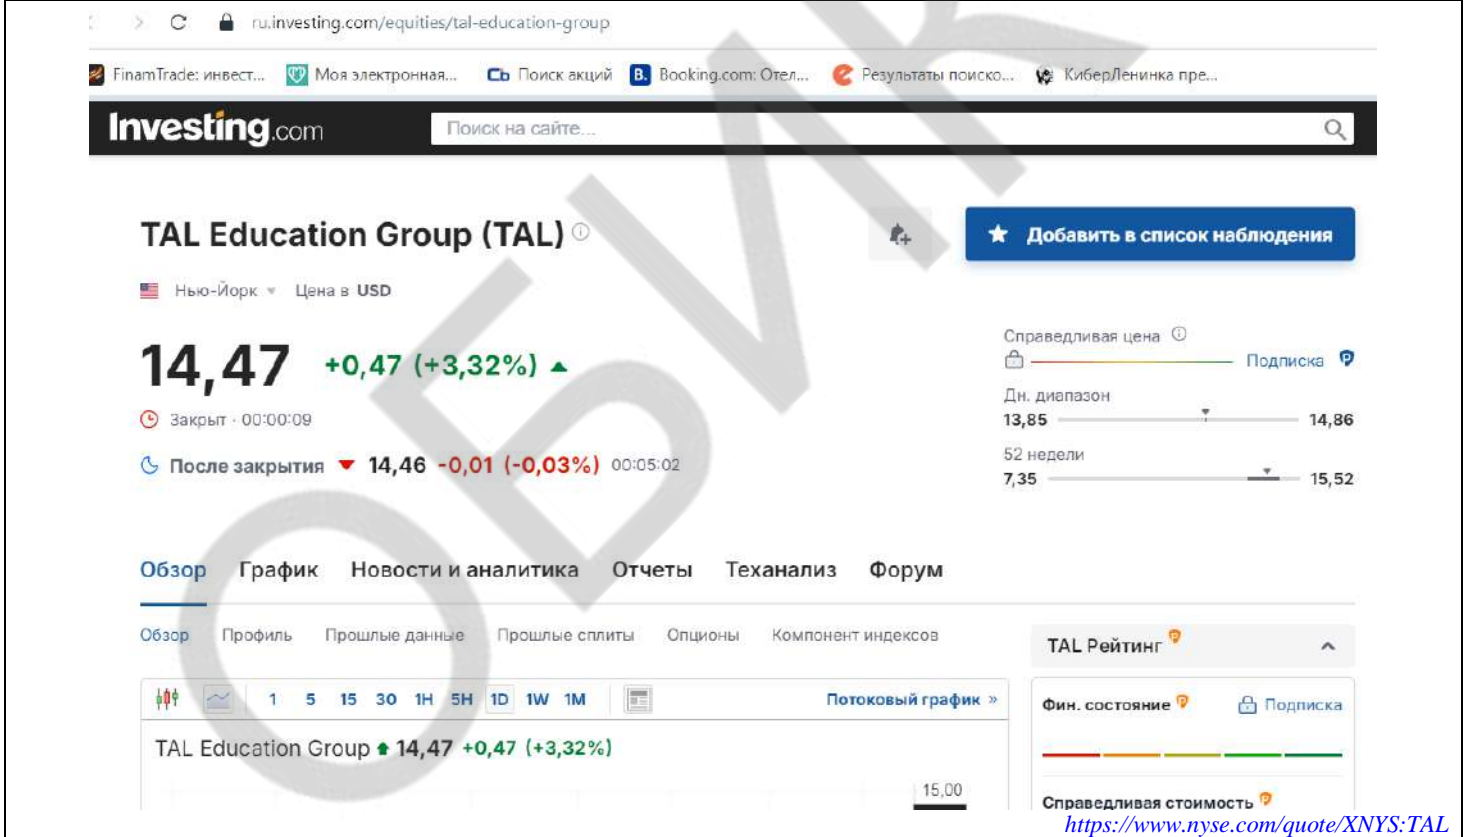 ru.investing.com/equities/tal-education-group
FinamTrade: инвест... Моя электронная... Cb Поиск акций B. Booking.com: Отел... Результаты поиско... КиберЛенинка пре...
Investing.com Поиск на сайте...
TAL Education Group (TAL)
Добавить в список наблюдения
Нью-Йорк Цена в USD
14,47 +0,47 (+3,32%)
Справедливая цена
Подписка
Дн. диапазон
13,85 14,86
Закрыт · 00:00:09
52 недели
7,35 15,52
После закрытия 14,46 -0,01 (-0,03%) 00:05:02
Обзор График Новости и аналитика Отчеты Теханализ Форум
Обзор Профиль Прошлые данные Прошлые сплиты Опционы Компонент индексов
TAL Рейтинг
1 5 15 30 1H 5H 1D 1W 1M Потоковый график »
Фин. состояние Подписка
TAL Education Group 14,47 +0,47 (+3,32%)
15,00
Справедливая стоимость
https://www.nyse.com/quote/XNYS:TAL
ОБИК